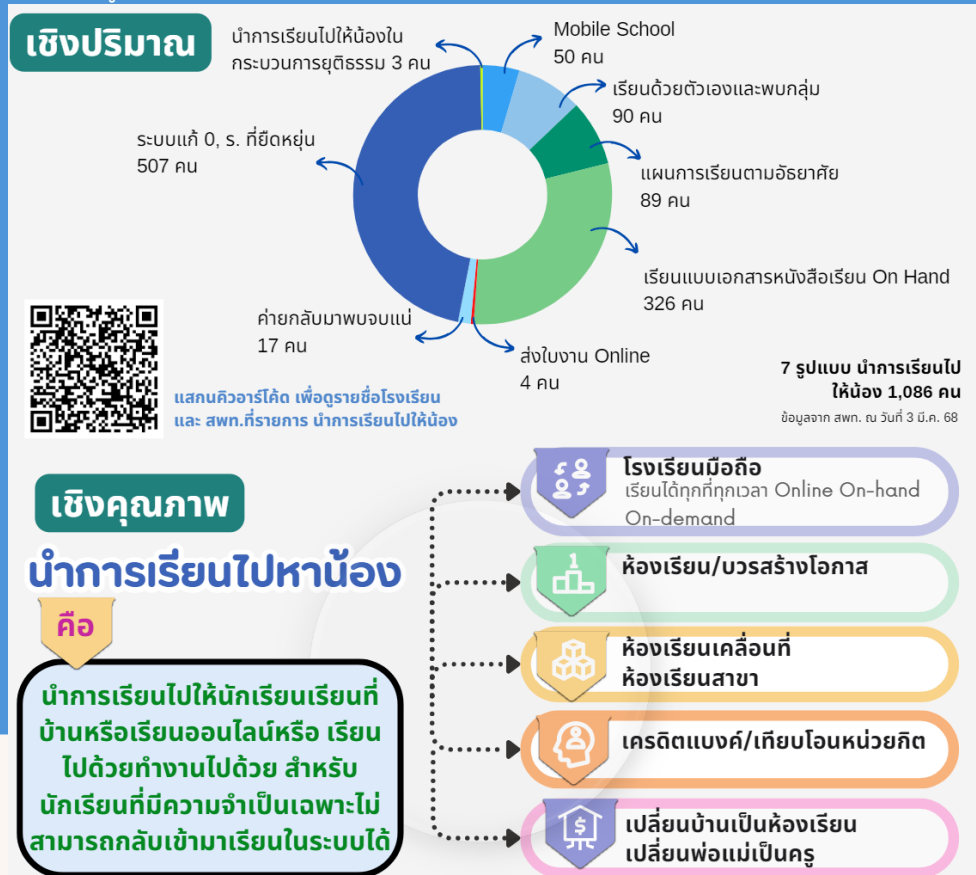 เชิงปริมาณ
นำการเรียนไปให้น้องใน
กระบวนการยุติธรรม 3 คน
Mobile School
50 คน
เรียนด้วยตัวเองและพบกลุ่ม
90 คน
ระบบแก้ 0, ร. ที่ยืดหยุ่น
507 คน
แผนการเรียนตามอัธยาศัย
89 คน
เรียนแบบเอกสารหนังสือเรียน On Hand
326 คน
ค่ายกลับมาพบจบแน่
17 คน
ส่งใบงาน Online
4 คน
7 รูปแบบ นำการเรียนไป
ให้น้อง 1,086 คน
ข้อมูลจาก สพท. ณ วันที่ 3 มี.ค. 68
แสกนคิวอาร์โค้ด เพื่อดูรายชื่อโรงเรียน
และ สพท.ที่รายการ นำการเรียนไปให้น้อง
เชิงคุณภาพ
นำการเรียนไปหาน้อง
คือ
นำการเรียนไปให้นักเรียนเรียนที่
บ้านหรือเรียนออนไลน์หรือ เรียน
ไปด้วยทำงานไปด้วย สำหรับ
นักเรียนที่มีความจำเป็นเฉพาะไม่
สามารถกลับเข้ามาเรียนในระบบได้
โรงเรียนมือถือ
เรียนได้ทุกที่ทุกเวลา Online On-hand
On-demand
1
ห้องเรียน/บวรสร้างโอกาส
ห้องเรียนเคลื่อนที่
ห้องเรียนสาขา
เครดิตแบงค์/เทียบโอนหน่วยกิต
$
เปลี่ยนบ้านเป็นห้องเรียน
เปลี่ยนพ่อแม่เป็นครู